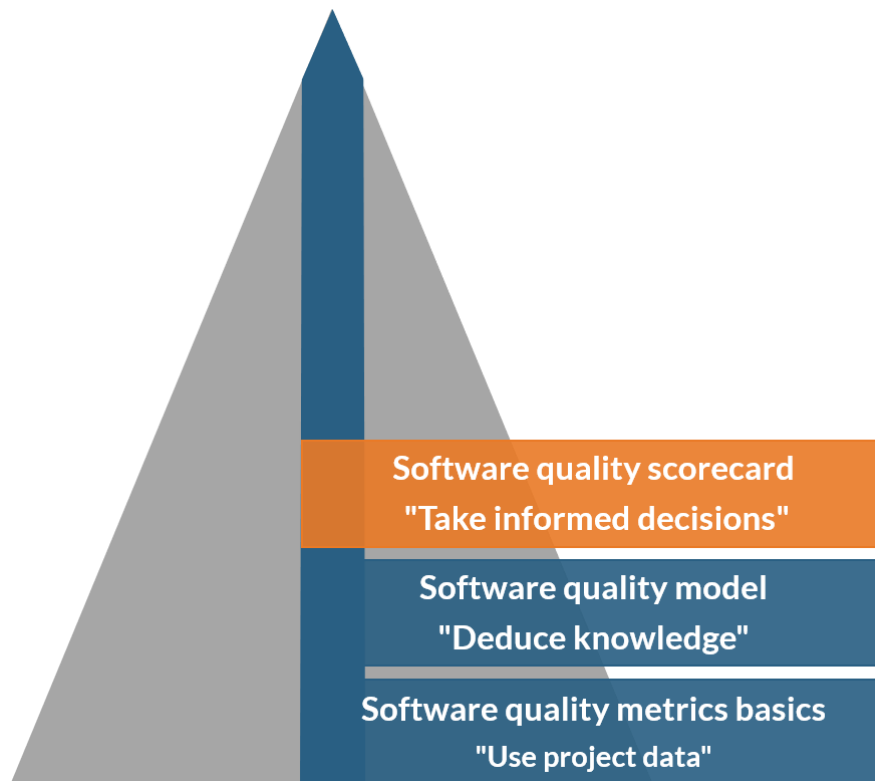 Software quality scorecard
"Take informed decisions"
Software quality model
"Deduce knowledge"
Software quality metrics basics
"Use project data"